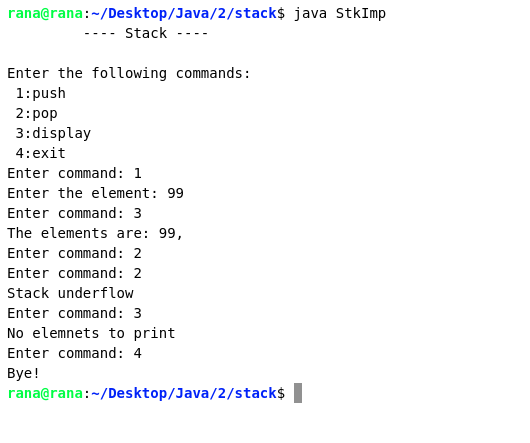 rana@rana:~/Desktop/Java/2/stack$ java StkImp
---- Stack ----
Enter the following commands:
1:push
2:pop
3:display
4:exit
Enter command: 1
Enter the element: 99
Enter command: 3
The elements are: 99,
Enter command: 2
Enter command: 2
Stack underflow
Enter command: 3
No elemnets to print
Enter command: 4
Bye!
rana@rana:~/Desktop/Java/2/stack$